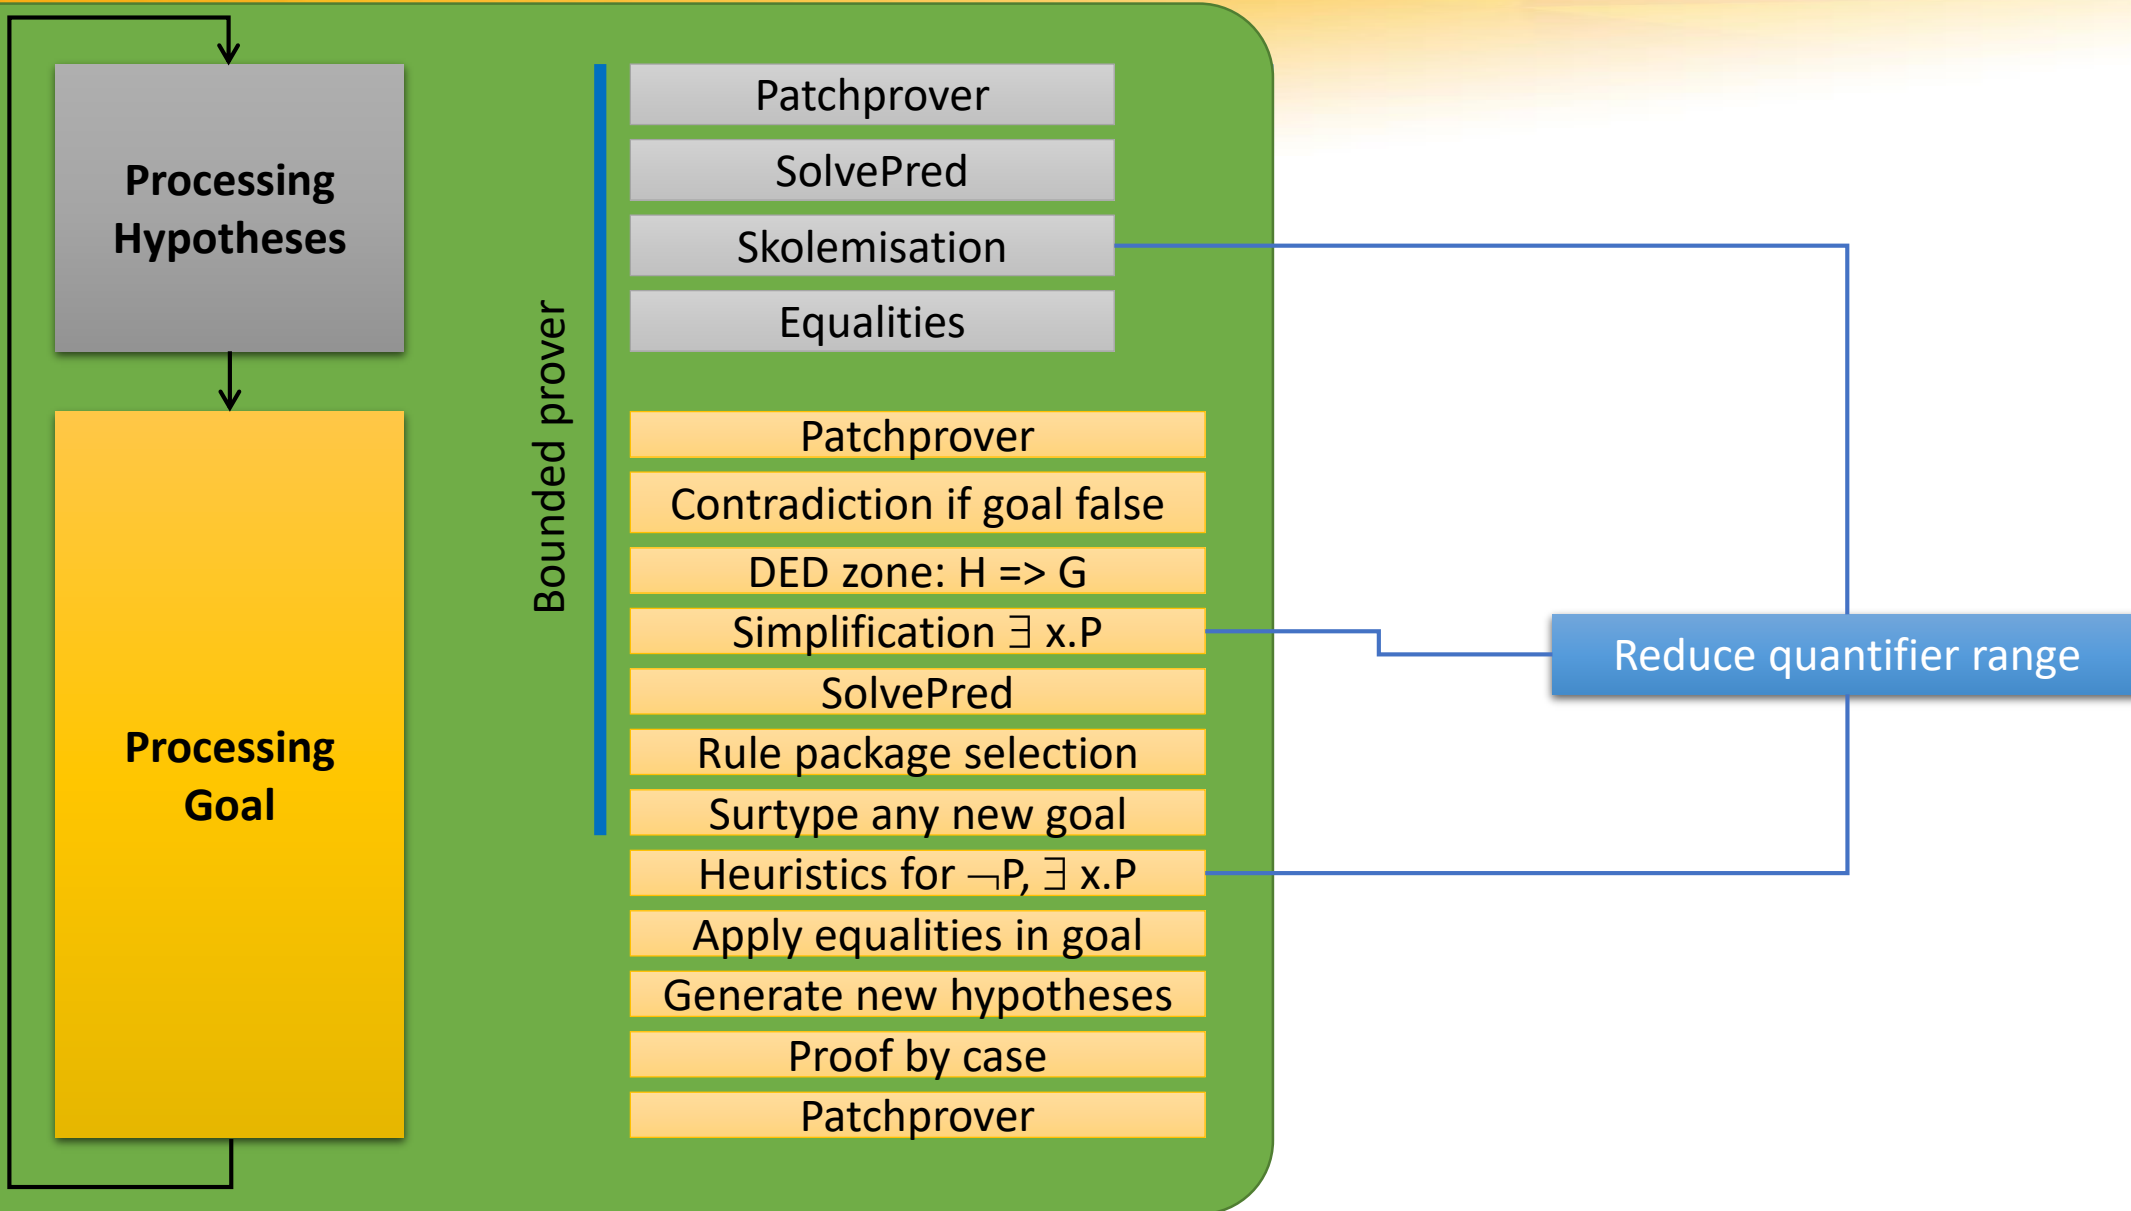 Processing
Hypotheses
Processing
Goal
Bounded prover
Patchprover
SolvePred
Skolemisation
Equalities
Patchprover
Contradiction if goal false
DED zone: H => G
Simplification ∃ x.P
SolvePred
Rule package selection
Surtype any new goal
Heuristics for ¬P, ∃ x.P
Apply equalities in goal
Generate new hypotheses
Proof by case
Patchprover
Reduce quantifier range